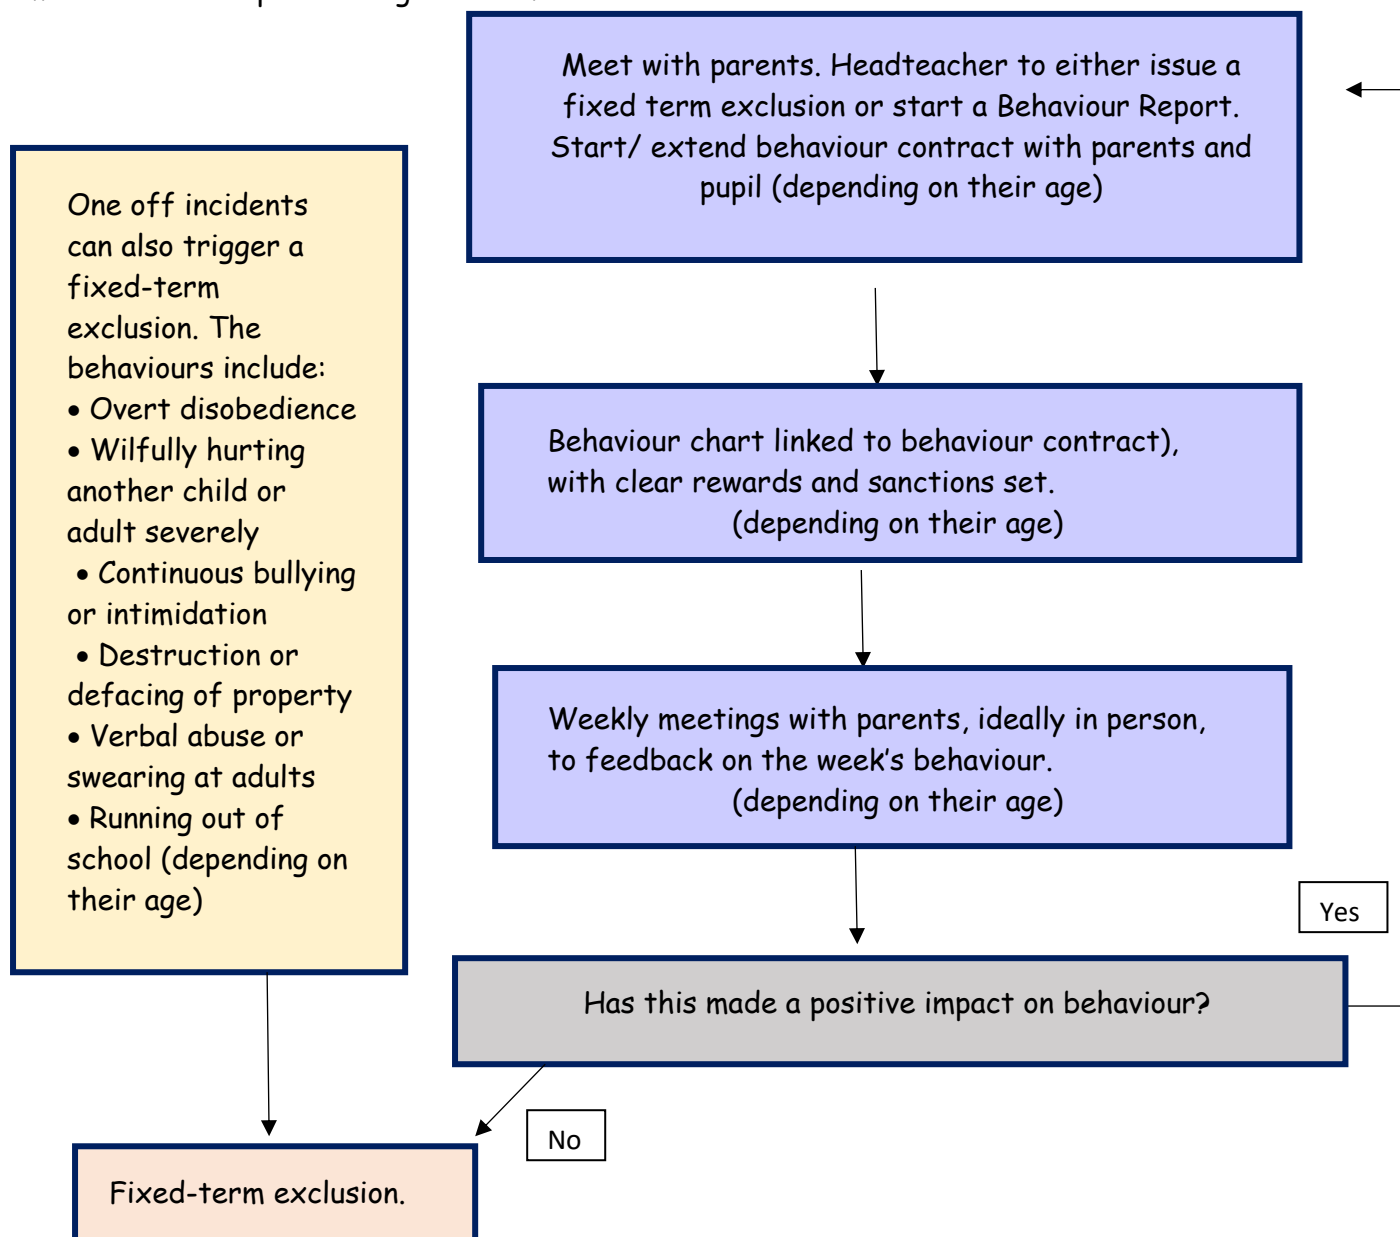 Meet with parents. Headteacher to either issue a
fixed term exclusion or start a Behaviour Report.
Start/ extend behaviour contract with parents and
pupil (depending on their age)
One off incidents
can also trigger a
fixed-term
exclusion. The
behaviours include:
• Overt disobedience
• Wilfully hurting
another child or
adult severely
• Continuous bullying
or intimidation
• Destruction or
defacing of property
• Verbal abuse or
swearing at adults
• Running out of
school (depending on
their age)
Behaviour chart linked to behaviour contract),
with clear rewards and sanctions set.
(depending on their age)
Weekly meetings with parents, ideally in person,
to feedback on the week’s behaviour.
(depending on their age)
Yes
Has this made a positive impact on behaviour?
No
Fixed-term exclusion.